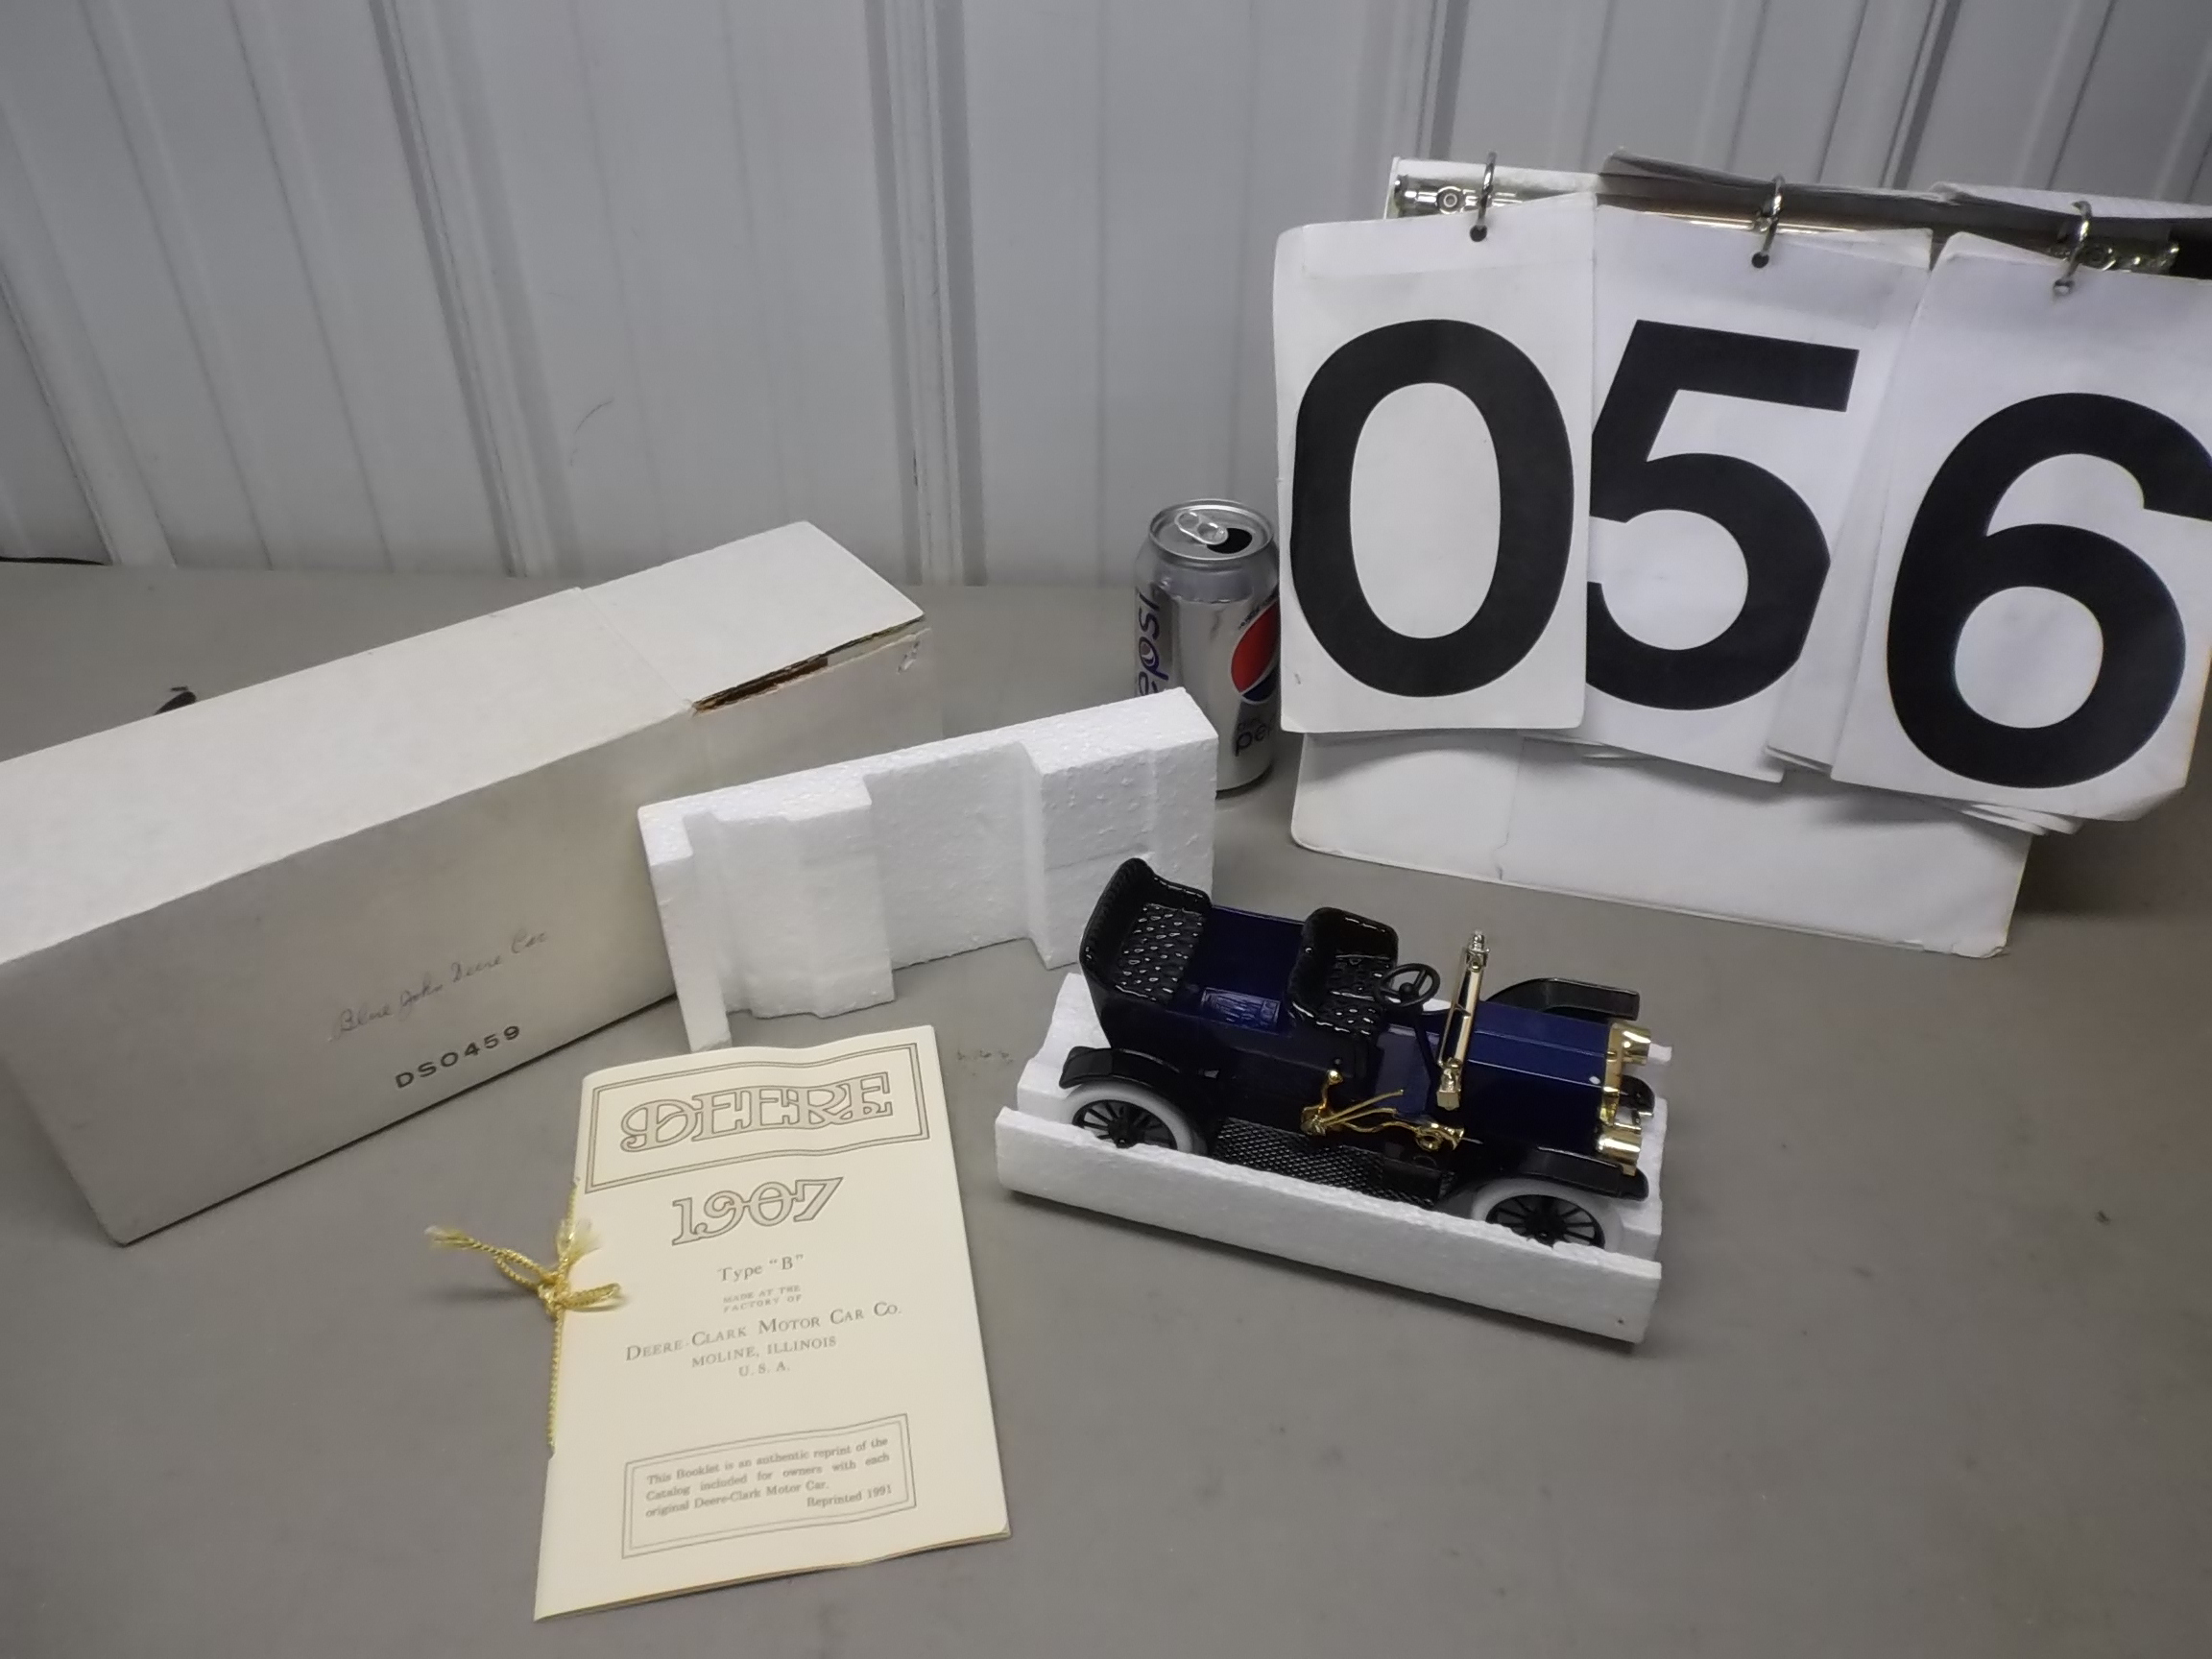 056
epsi
pe
Blue John Deere Car
DS0459
DEERE
1907
Type "B"
MADE AT THE
FACTORY OF
DEERE-CLARK MOTOR CAR CO.
MOLINE, ILLINOIS
U. S. A.
This Booklet is an authentic reprint of the
Catalog included for owners with each
original Deere-Clark Motor Car.
Reprinted 1991